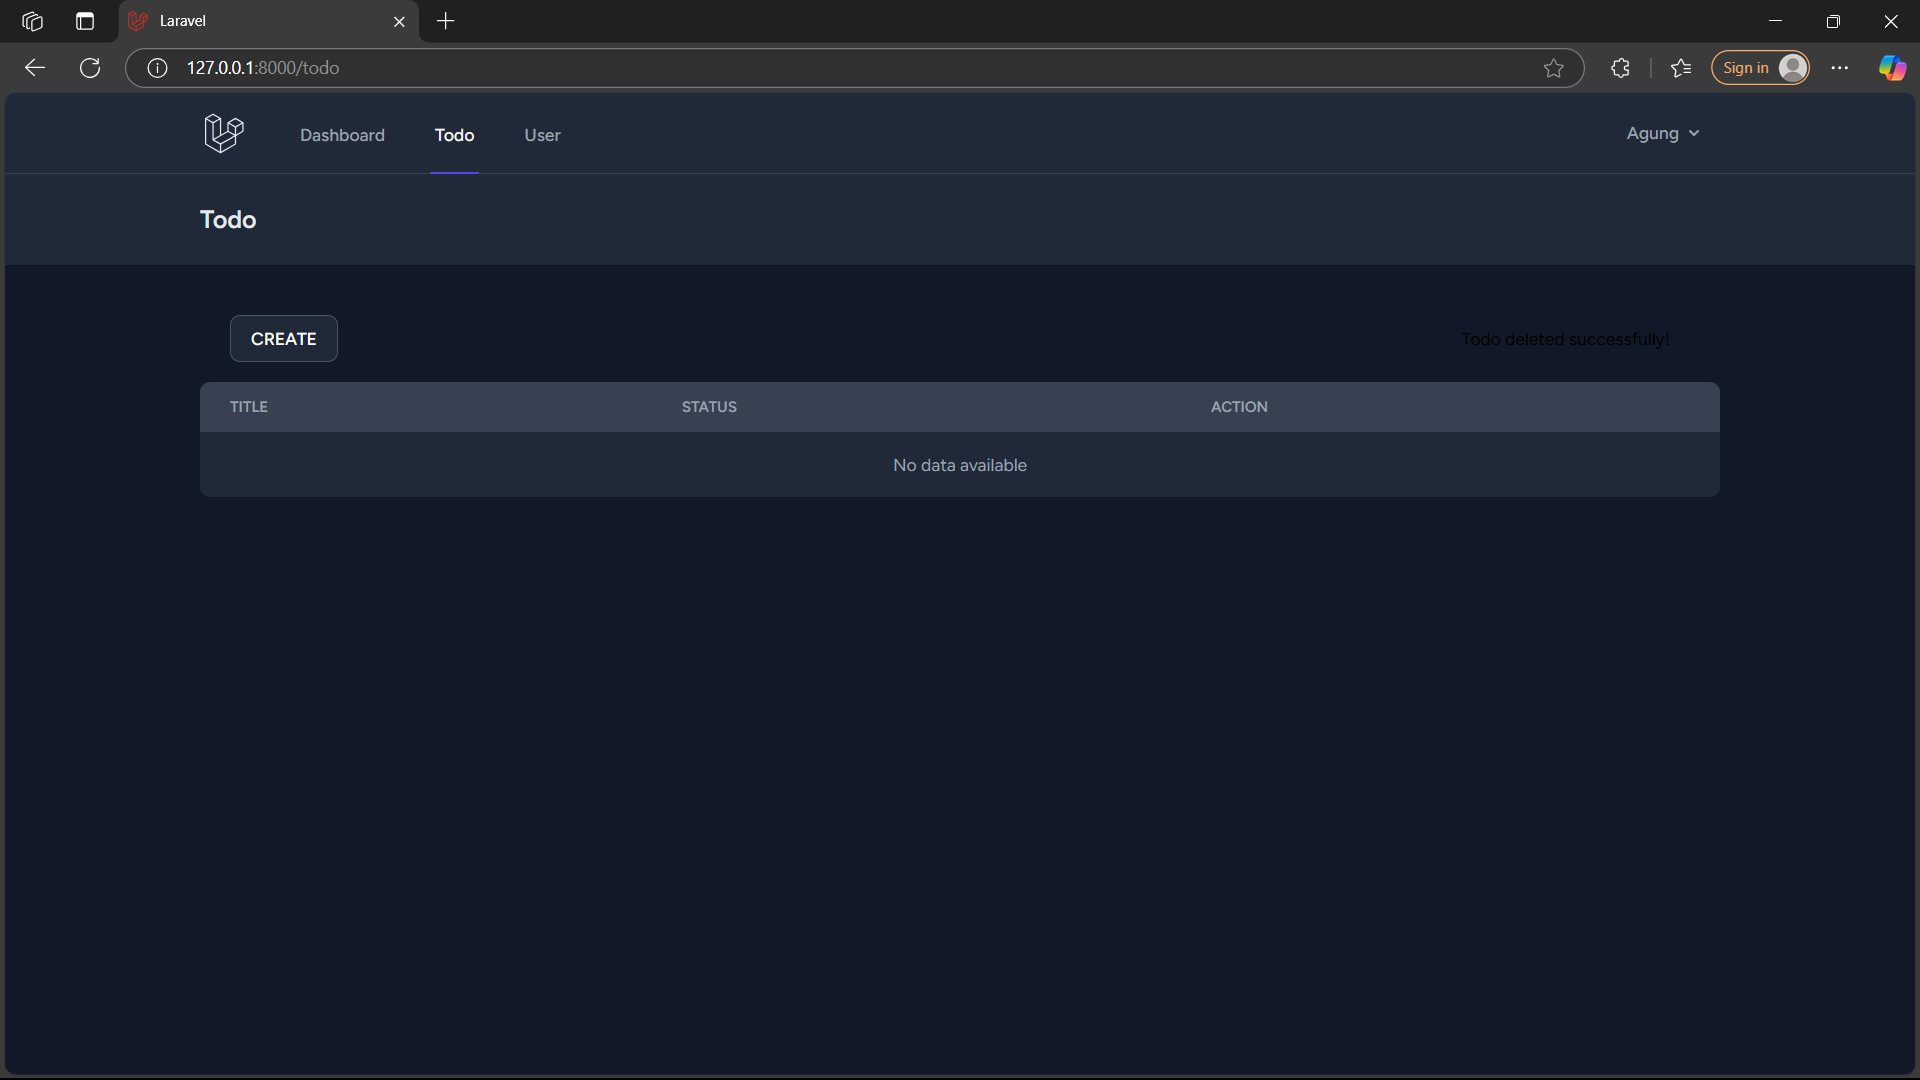 Laravel
127.0.0.1:8000/todo
Sign in
Dashboard
Todo
User
Agung
Todo
CREATE
Todo deleted successfully!
TITLE
STATUS
ACTION
No data available